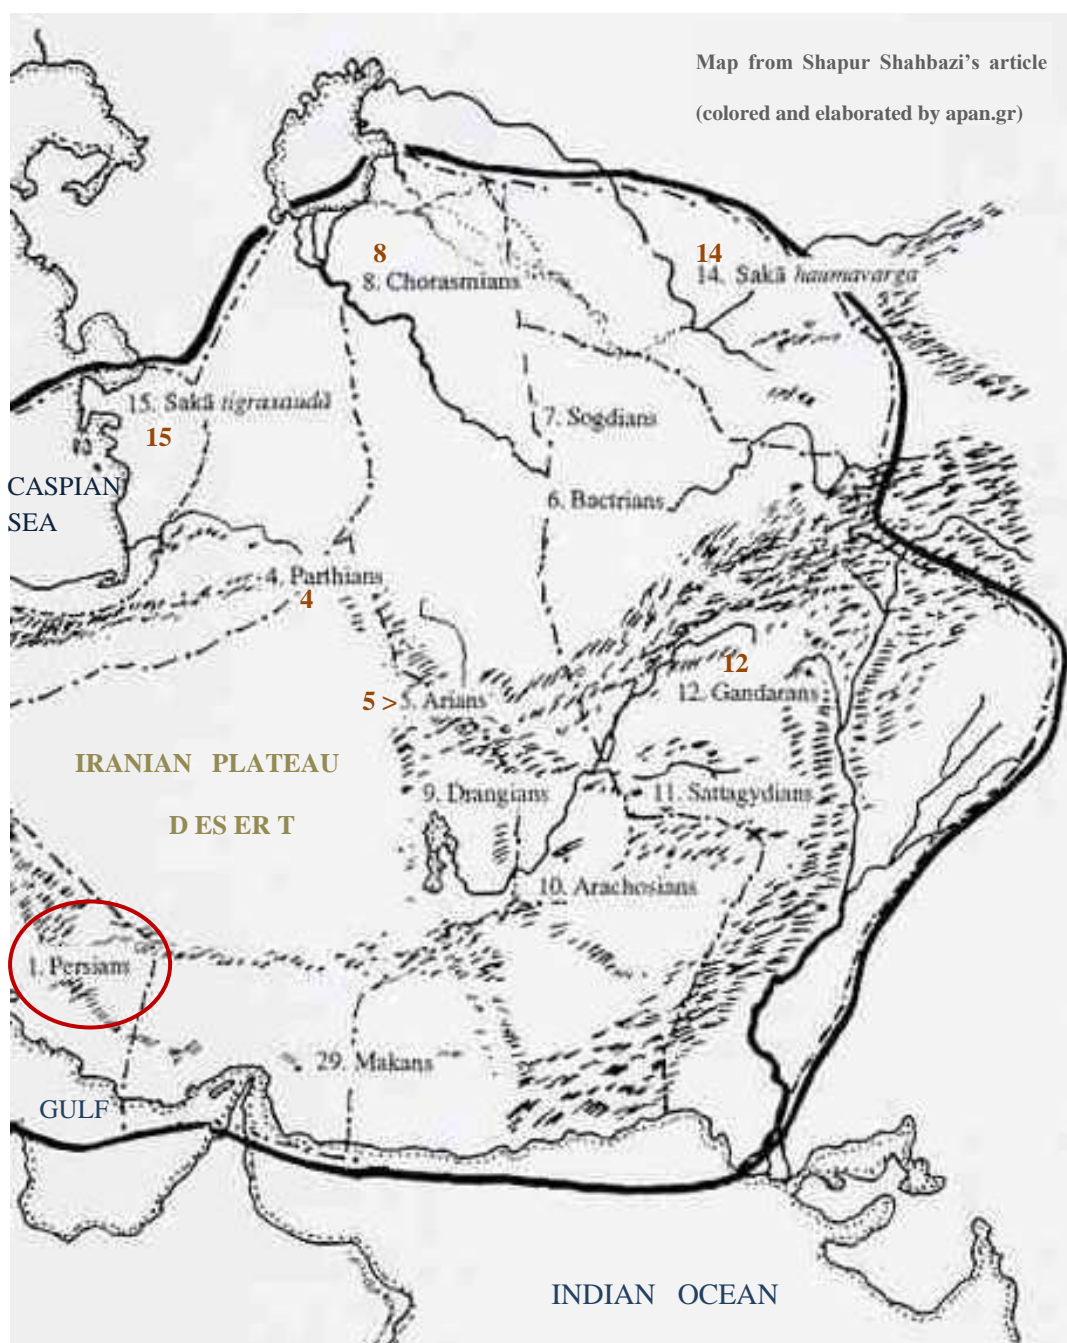 Map from Shapur Shahbazi’s article
(colored and elaborated by apan.gr)
8
8. Chorasmians
14
14. Sakā haumavarga
15. Sakā tigraxaudā
15
7. Sogdians
CASPIAN
SEA
6. Bactrians
4. Parthians
4
12
12. Gandarans
5 >
5. Arians
IRANIAN PLATEAU
D ES ER T
9. Drangians
11. Sattagydians
10. Arachosians
1. Persians
29. Makans
GULF
INDIAN OCEAN